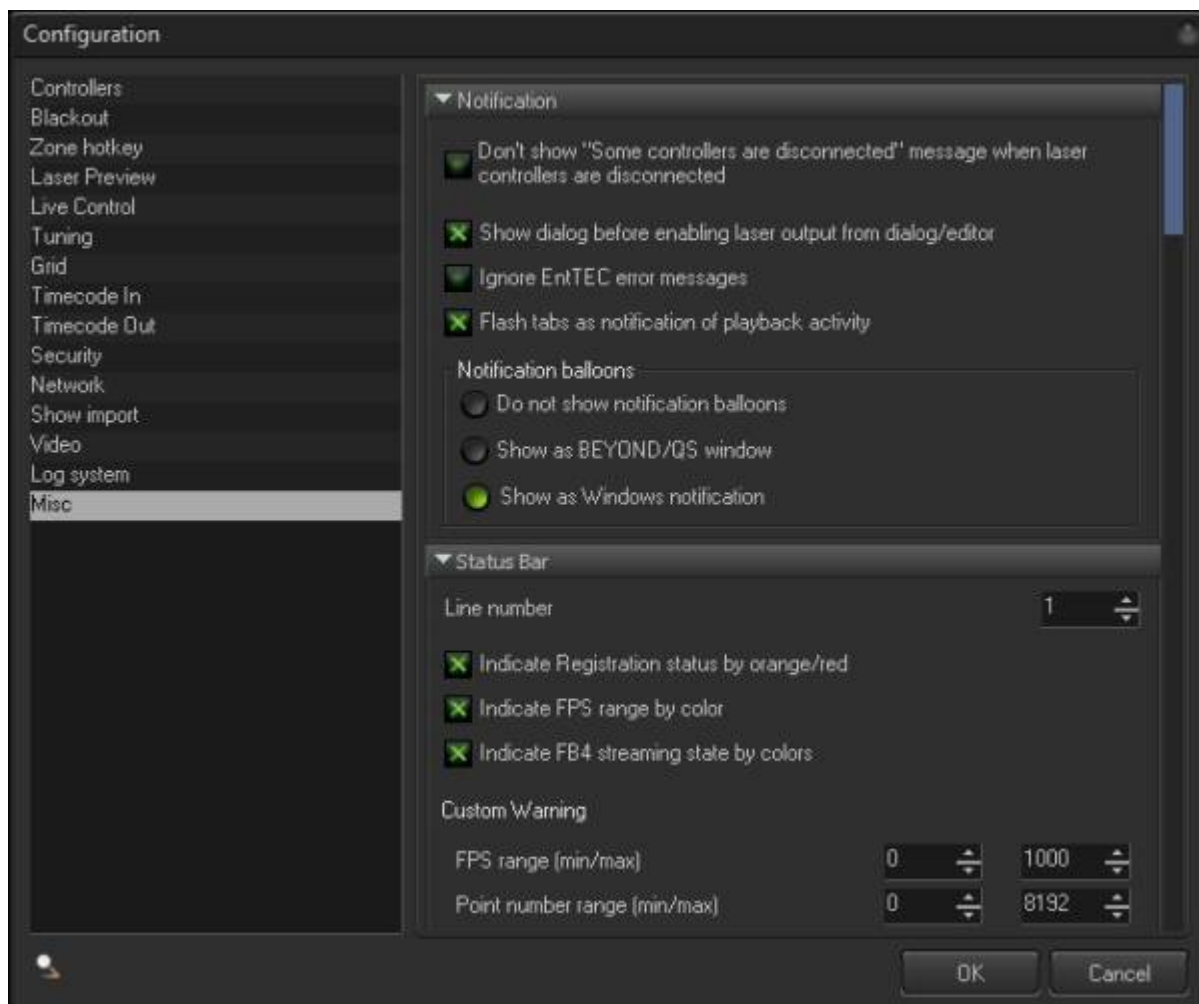 Configuration
Controllers
Blackout
Zone hotkey
Laser Preview
Live Control
Tuning
Grid
Timecode In
Timecode Out
Security
Network
Show import
Video
Log system
Misc
Notification
Don't show "Some controllers are disconnected" message when laser
controllers are disconnected
Show dialog before enabling laser output from dialog/editor
Ignore EntTEC error messages
Flash tabs as notification of playback activity
Notification balloons
Do not show notification balloons
Show as BEYOND/QS window
Show as Windows notification
Status Bar
Line number 1
Indicate Registration status by orange/red
Indicate FPS range by color
Indicate FB4 streaming state by colors
Custom Warning
FPS range (min/max) 0 1000
Point number range (min/max) 0 8192
OK Cancel